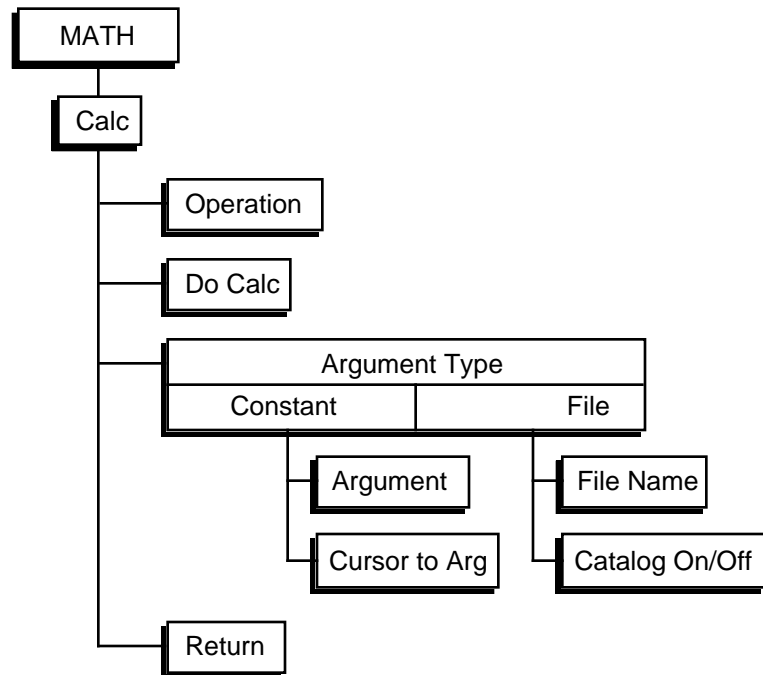 MATH
Calc
Operation
Do Calc
Argument Type
Constant File
Argument File Name
Cursor to Arg Catalog On/Off
Return